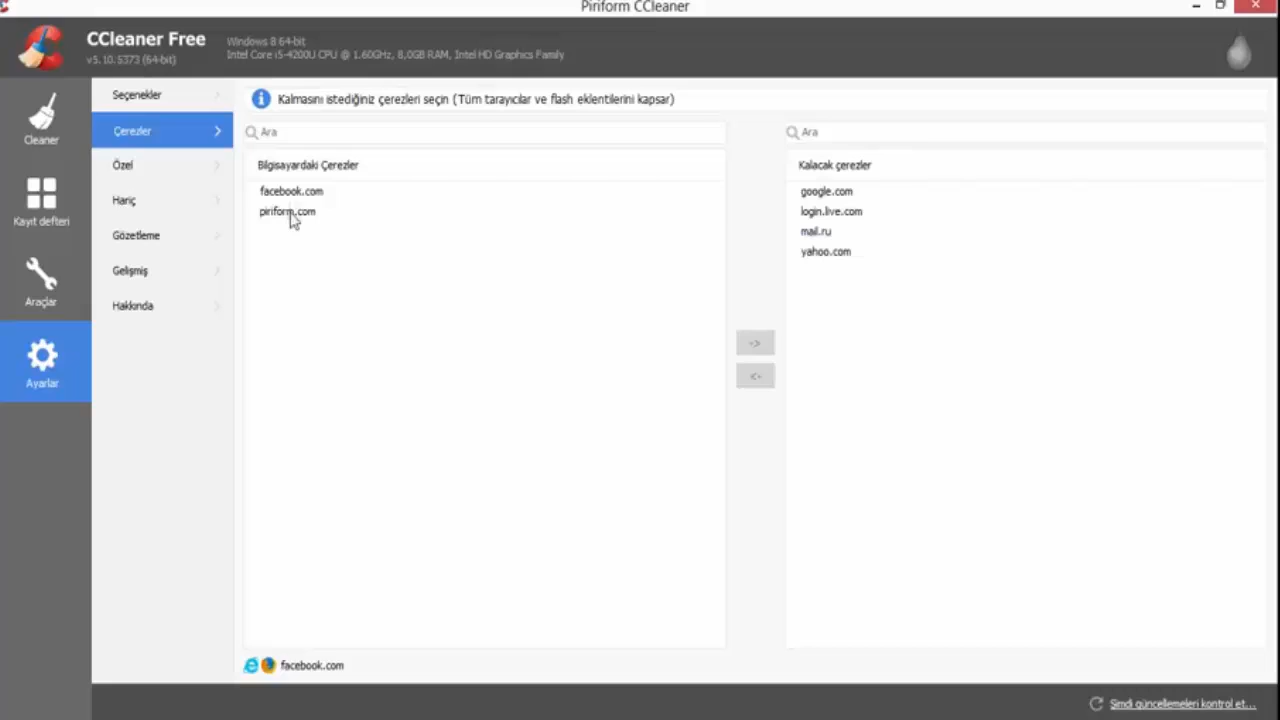 Piriform CCleaner
CCleaner Free
v5.10.5373 (64-bit)
Windows 8 64-bit
Intel Core i5-4200U CPU @ 1.60GHz, 8,0GB RAM, Intel HD Graphics Family
Cleaner
Kayıt defteri
Araçlar
Ayarlar
Seçenekler
Çerezler
Özel
Hariç
Gözetleme
Gelişmiş
Hakkında
Kalmasını istediğiniz çerezleri seçin (Tüm tarayıcılar ve flash eklentilerini kapsar)
Ara
Bilgisayardaki Çerezler
facebook.com
piriform.com
->
<-
Ara
Kalacak çerezler
google.com
login.live.com
mail.ru
yahoo.com
facebook.com
Şimdi güncellemeleri kontrol et...